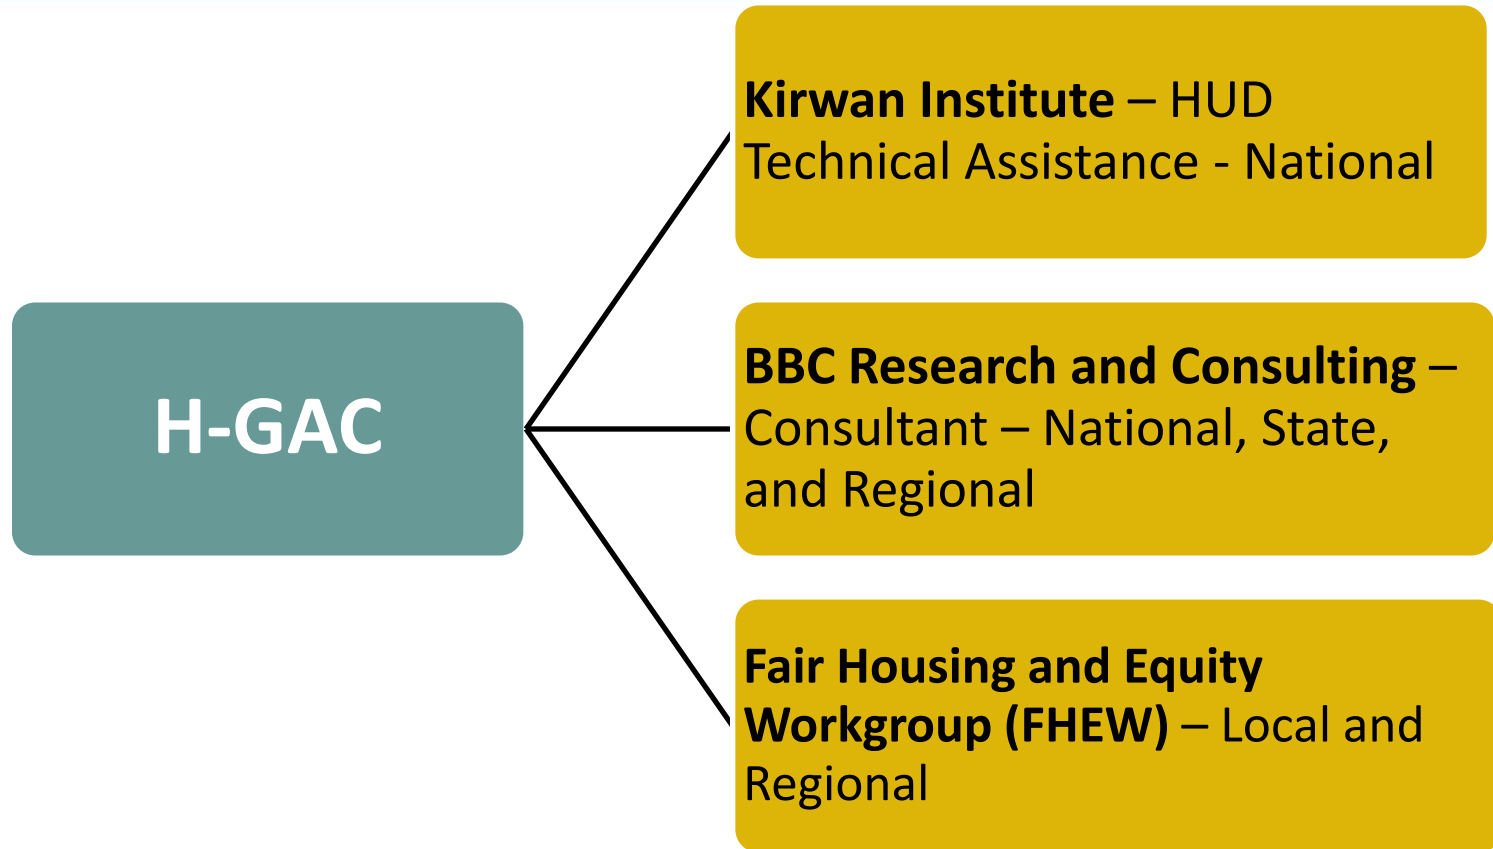 H-GAC
Kirwan Institute – HUD
Technical Assistance - National
BBC Research and Consulting –
Consultant – National, State,
and Regional
Fair Housing and Equity
Workgroup (FHEW) – Local and
Regional